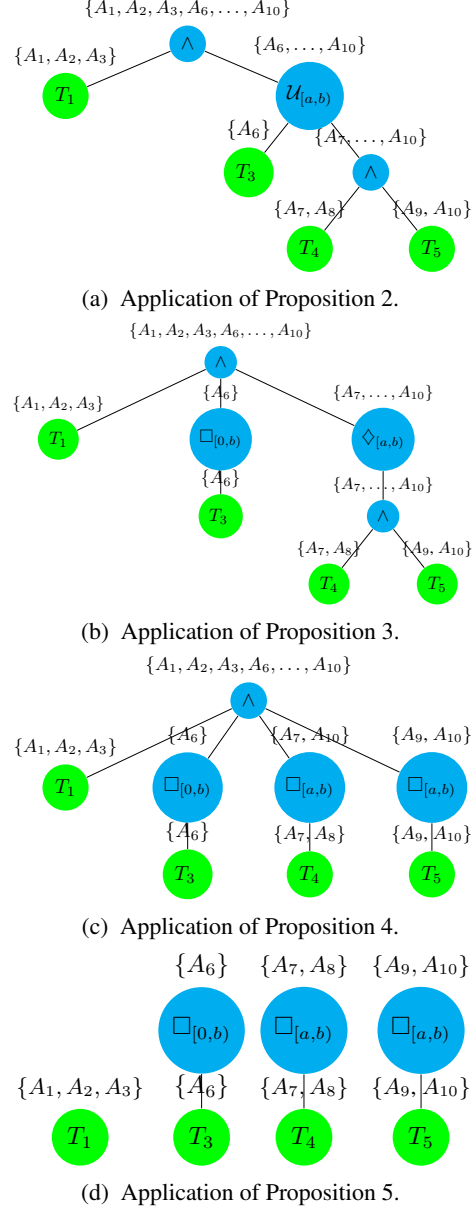 {A₁, A₂, A₃, A₆, . . . , A₁₀}
∧
{A₁, A₂, A₃}
{A₆, . . . , A₁₀}
T₁
𝒰[a,b)
{A₆}
{A₇, . . . , A₁₀}
T₃
∧
{A₇, A₈}
{A₉, A₁₀}
T₄
T₅
(a) Application of Proposition 2.
{A₁, A₂, A₃, A₆, . . . , A₁₀}
∧
{A₁, A₂, A₃}
{A₆}
{A₇, . . . , A₁₀}
T₁
□[0,b)
◇[a,b)
{A₆}
{A₇, . . . , A₁₀}
T₃
∧
{A₇, A₈}
{A₉, A₁₀}
T₄
T₅
(b) Application of Proposition 3.
{A₁, A₂, A₃, A₆, . . . , A₁₀}
∧
{A₁, A₂, A₃}
{A₆}
{A₇, A₁₀}
{A₉, A₁₀}
T₁
□[0,b)
□[a,b)
□[a,b)
{A₆}
{A₇, A₈}
{A₉, A₁₀}
T₃
T₄
T₅
(c) Application of Proposition 4.
{A₆}
{A₇, A₈}
{A₉, A₁₀}
□[0,b)
□[a,b)
□[a,b)
{A₁, A₂, A₃}
{A₆}
{A₇, A₈}
{A₉, A₁₀}
T₁
T₃
T₄
T₅
(d) Application of Proposition 5.